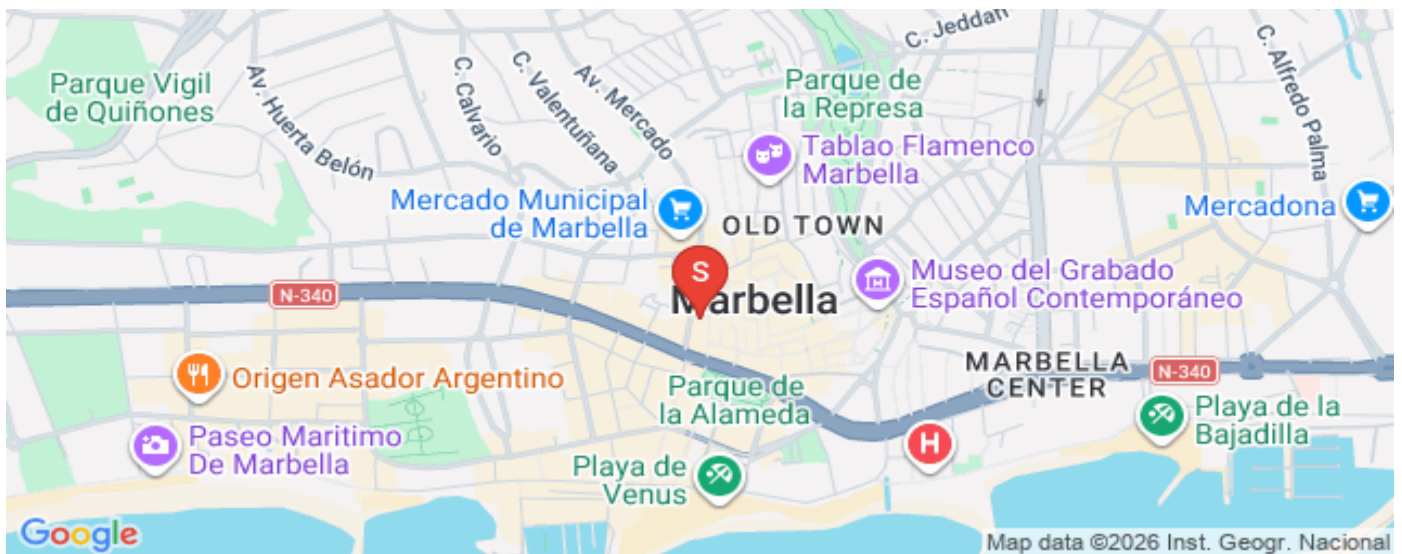 C. Jeddah
Parque Vigil
de Quiñones
Av. Huerta Belón
C. Calvario
C. Valentuñana
Av. Mercado
Parque de
la Represa
C. Alfredo Palma
Tablao Flamenco
Marbella
Mercado Municipal
de Marbella
OLD TOWN
Mercadona
S
Marbella
Museo del Grabado
Español Contemporáneo
N-340
Origen Asador Argentino
Parque de
la Alameda
MARBELLA
CENTER
N-340
Paseo Maritimo
De Marbella
Playa de
Venus
H
Playa de la
Bajadilla
Google
Map data ©2026 Inst. Geogr. Nacional